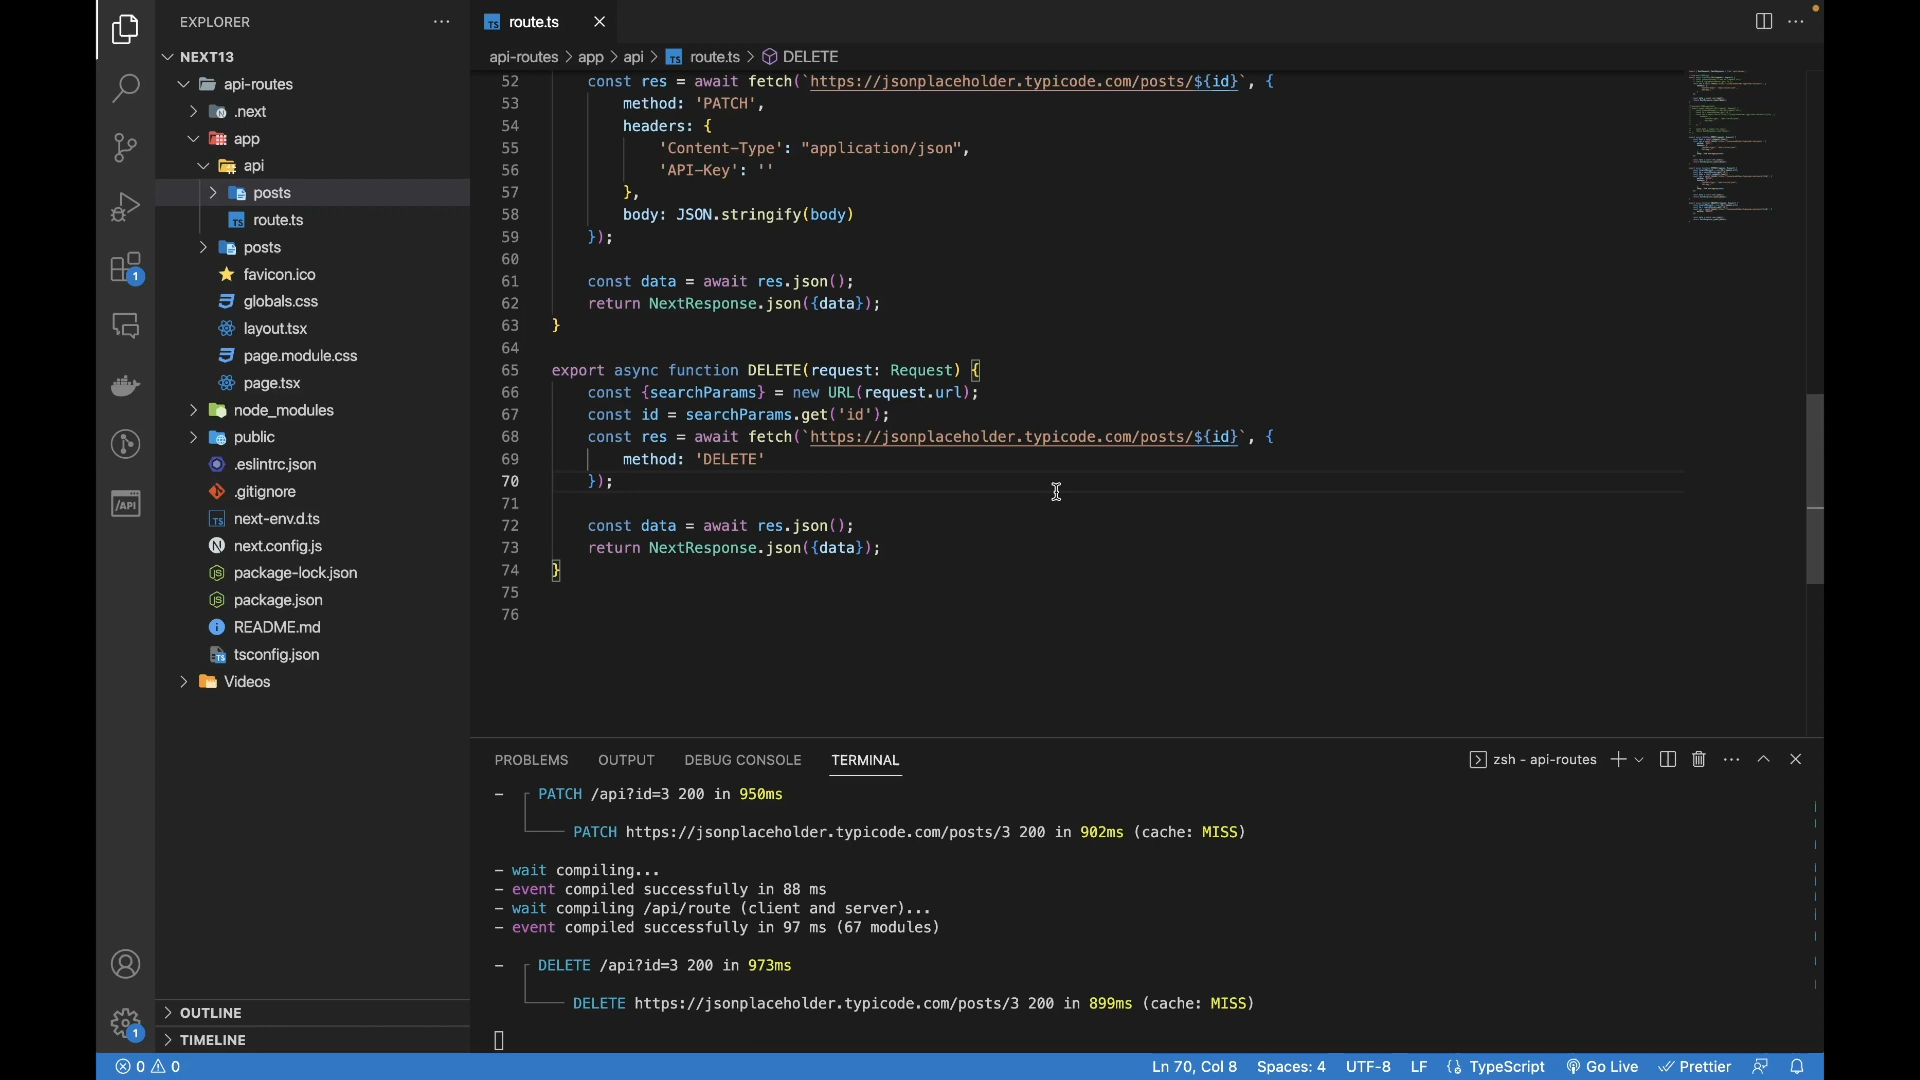 EXPLORER
NEXT13
api-routes
.next
app
api
posts
route.ts
posts
favicon.ico
globals.css
layout.tsx
page.module.css
page.tsx
node_modules
public
.eslintrc.json
.gitignore
next-env.d.ts
next.config.js
package-lock.json
package.json
README.md
tsconfig.json
Videos
OUTLINE
TIMELINE
route.ts
api-routes > app > api > route.ts > DELETE
52 const res = await fetch(`https://jsonplaceholder.typicode.com/posts/${id}`, {
53 method: 'PATCH',
54 headers: {
55 'Content-Type': "application/json",
56 'API-Key': ''
57 },
58 body: JSON.stringify(body)
59 });
60
61 const data = await res.json();
62 return NextResponse.json({data});
63 }
64
65 export async function DELETE(request: Request) {
66 const {searchParams} = new URL(request.url);
67 const id = searchParams.get('id');
68 const res = await fetch(`https://jsonplaceholder.typicode.com/posts/${id}`, {
69 method: 'DELETE'
70 });
71
72 const data = await res.json();
73 return NextResponse.json({data});
74 }
75
76
PROBLEMS OUTPUT DEBUG CONSOLE TERMINAL zsh - api-routes
- PATCH /api?id=3 200 in 950ms
PATCH https://jsonplaceholder.typicode.com/posts/3 200 in 902ms (cache: MISS)
- wait compiling...
- event compiled successfully in 88 ms
- wait compiling /api/route (client and server)...
- event compiled successfully in 97 ms (67 modules)
- DELETE /api?id=3 200 in 973ms
DELETE https://jsonplaceholder.typicode.com/posts/3 200 in 899ms (cache: MISS)
0 0 Ln 70, Col 8 Spaces: 4 UTF-8 LF TypeScript Go Live Prettier